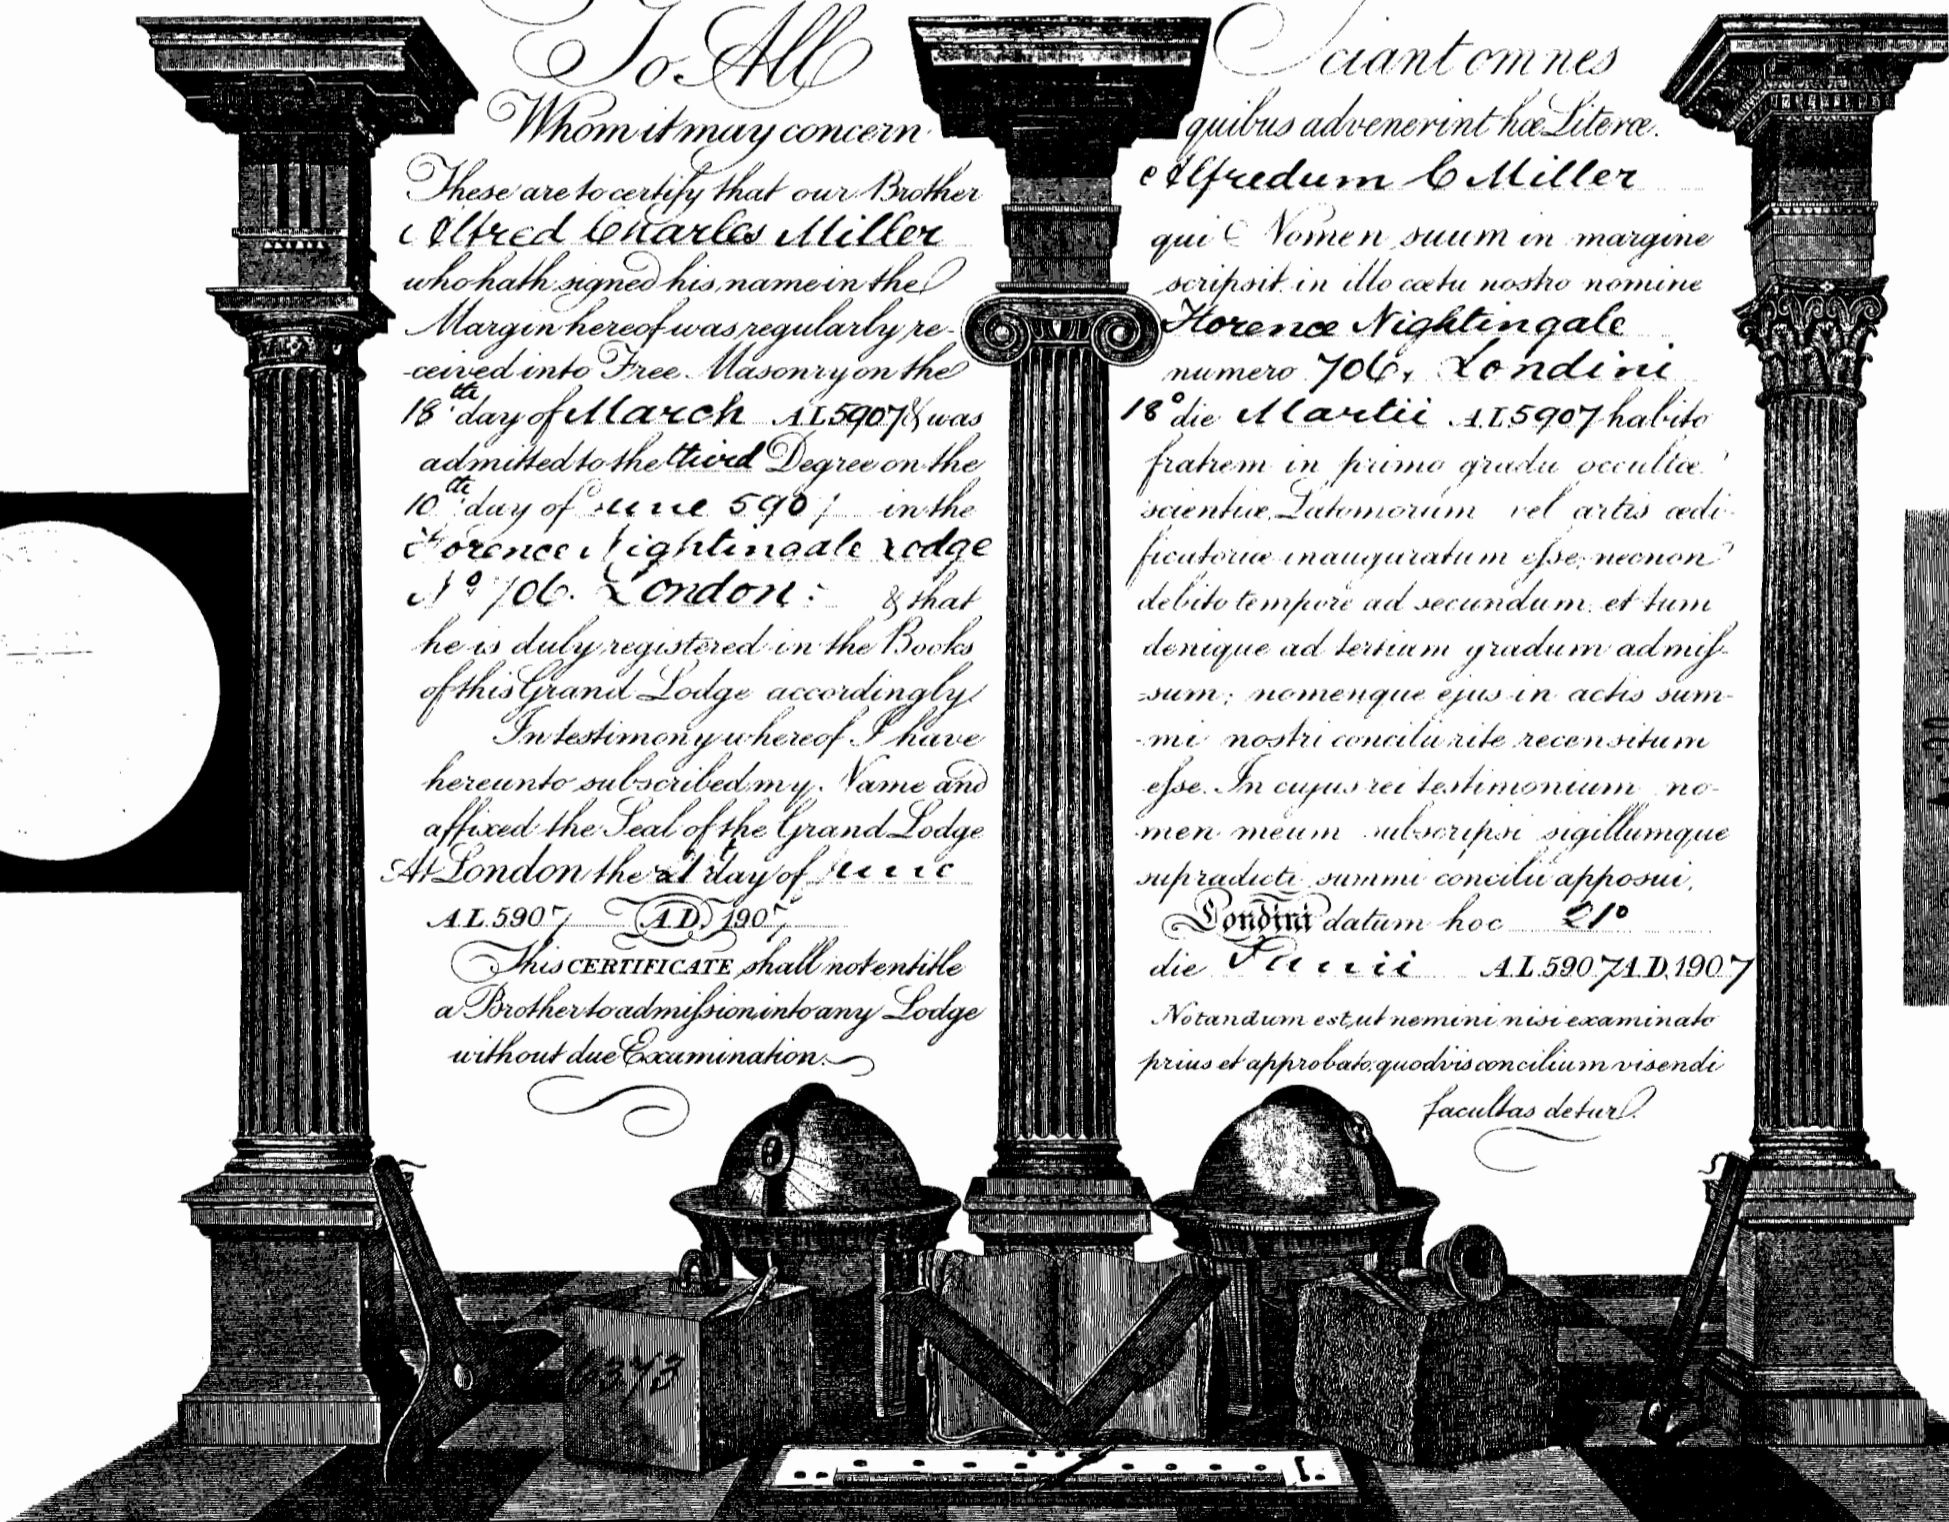 To All
Whom it may concern
These are to certify that our Brother
Alfred Charles Miller
who hath signed his name in the
Margin hereof was regularly re-
-ceived into Free Masonry on the
18th day of March A.L.5907 & was
admitted to the third Degree on the
10th day of June 5907 in the
Florence Nightingale Lodge
No 706. London: & that
he is duly registered in the Books
of this Grand Lodge accordingly.
In testimony whereof I have
hereunto subscribed my Name and
affixed the Seal of the Grand Lodge
At London the 21st day of June
A.L.5907 A.D. 1907
This CERTIFICATE shall not entitle
a Brother to admission into any Lodge
without due Examination.
Sciant omnes
quibus advenerint hæ Literæ.
Alfredum C Miller
qui Nomen suum in margine
scripsit in illo cœtu nostro nomine
Florence Nightingale
numero 706, Londini
18o die Martii A.L.5907 habito
fratrem in primo gradu occultæ
scientiæ Latomorum vel artis ædi-
ficatoriæ inauguratum esse, necnon
debito tempore ad secundum, et tum
denique ad tertium gradum admis-
-sum; nomenque ejus in actis sum-
-mi nostri concilii rite recensitum
esse. In cujus rei testimonium no-
men meum subscripsi sigillumque
supradicti summi concilii apposui,
Londini datum hoc 21o
die Junii A.L.5907 A.D.1907
Notandum est, ut nemini nisi examinato
prius et approbato, quodvis concilium visendi
facultas detur.
6373